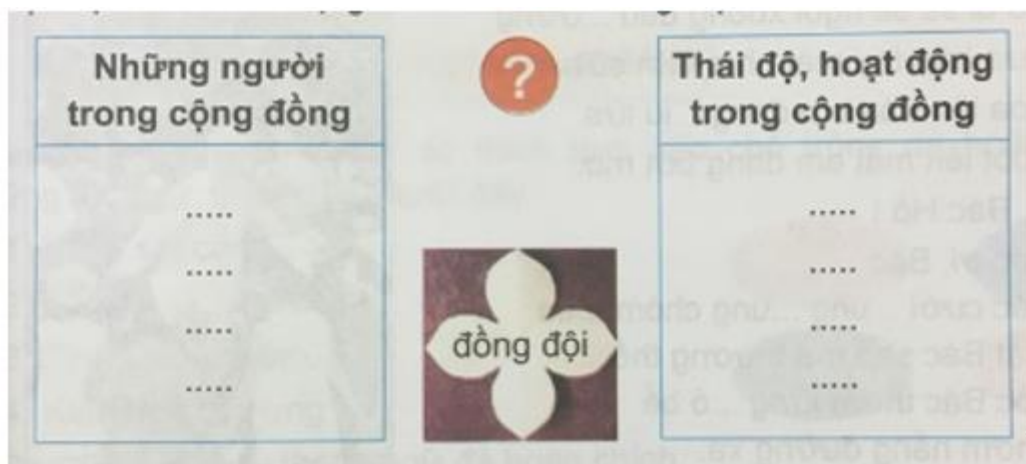 Những người
trong cộng đồng
?
Thái độ, hoạt động
trong cộng đồng
.....
.....
.....
.....
đồng đội
.....
.....
.....
.....